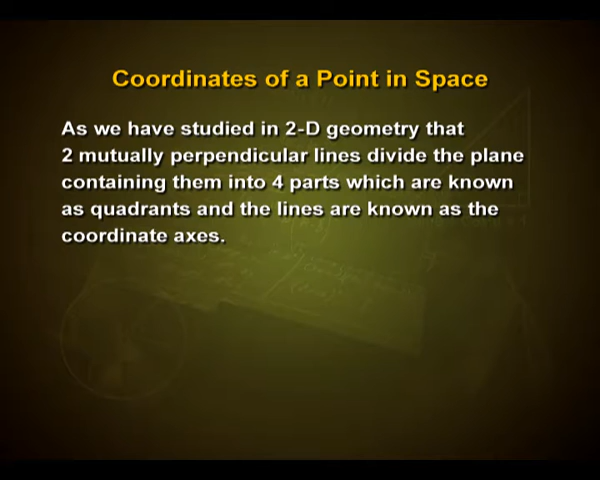 Coordinates of a Point in Space
As we have studied in 2-D geometry that
2 mutually perpendicular lines divide the plane
containing them into 4 parts which are known
as quadrants and the lines are known as the
coordinate axes.